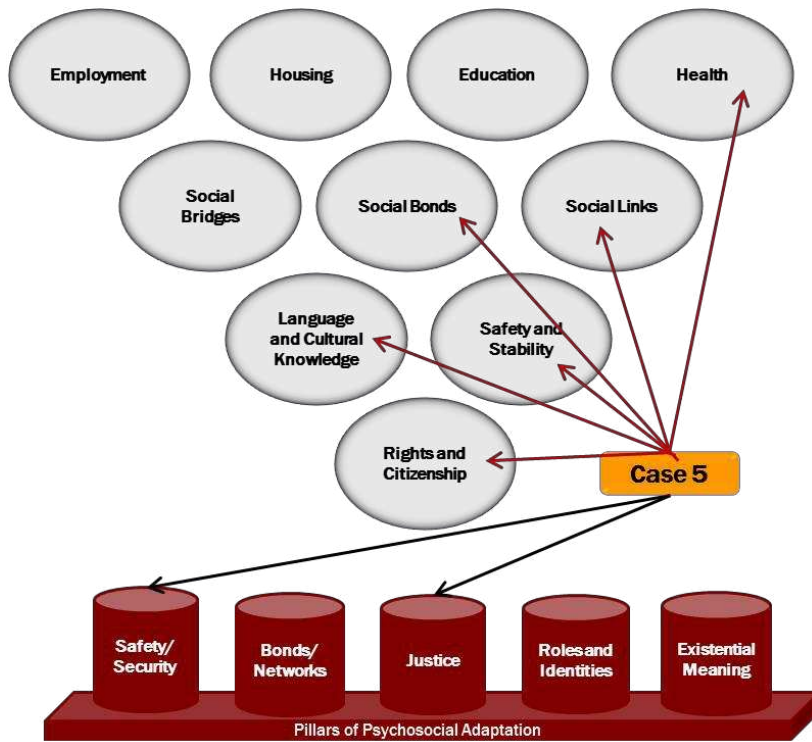 Employment
Housing
Education
Health
Social
Bridges
Social Bonds
Social Links
Language
and Cultural
Knowledge
Safety and
Stability
Rights and
Citizenship
Case 5
Safety/
Security
Bonds/
Networks
Justice
Roles and
Identities
Existential
Meaning
Pillars of Psychosocial Adaptation